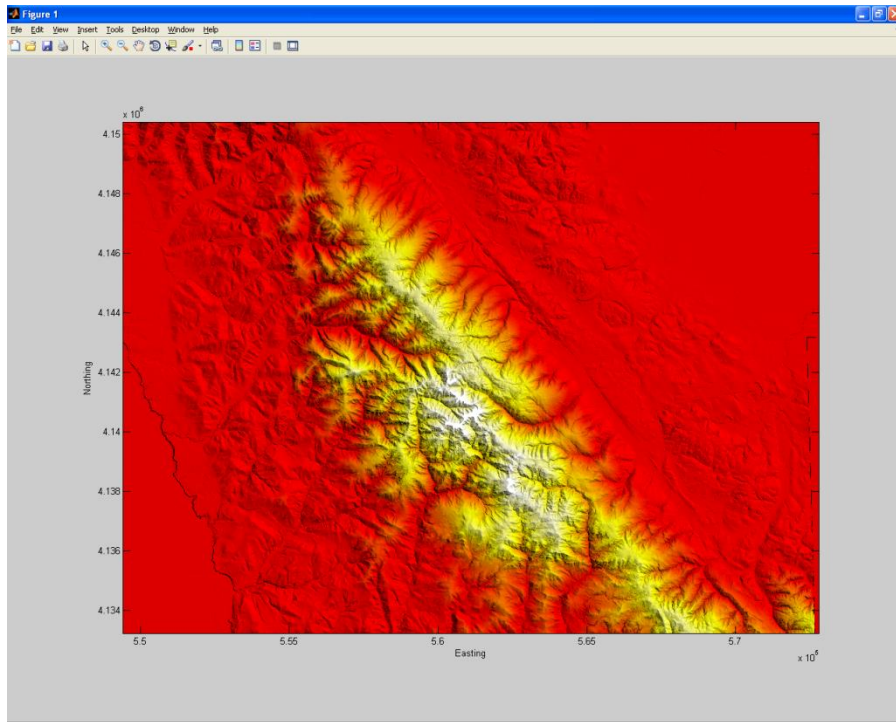 Figure 1
File Edit View Insert Tools Desktop Window Help
x 10^6
4.15
4.148
4.146
4.144
4.142
4.14
4.138
4.136
4.134
Northing
5.5
5.55
5.6
5.65
5.7
Easting
x 10^5